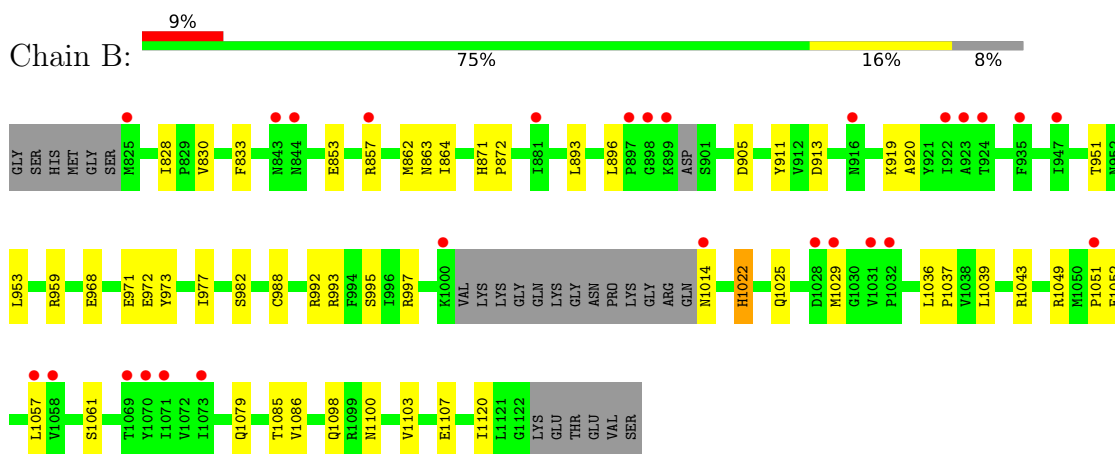 9%
Chain B:
75% 16% 8%
GLY SER HIS MET GLY SER M825 I828 P829 V830 F833 N843 N844 E853 R857 M862 N863 I864 H871 P872 I881 L893 L896 P897 G898 K899 ASP S901 D905 Y911 V912 D913 N916 K919 A920 Y921 I922 A923 T924 F935 I947 T951 N952
L953 R959 E968 E971 E972 Y973 I977 S982 C988 R992 R993 F994 S995 I996 R997 K1000 VAL LYS LYS GLY GLN LYS GLY ASN PRO LYS GLY ARG GLN N1014 H1022 Q1025 D1028 M1029 G1030 V1031 P1032 L1036 P1037 V1038 L1039 R1043 R1049 M1050 P1051
L1057 V1058 S1061 T1069 Y1070 I1071 V1072 I1073 Q1079 T1085 V1086 Q1098 R1099 N1100 V1103 E1107 I1120 L1121 G1122 LYS GLU THR GLU VAL SER